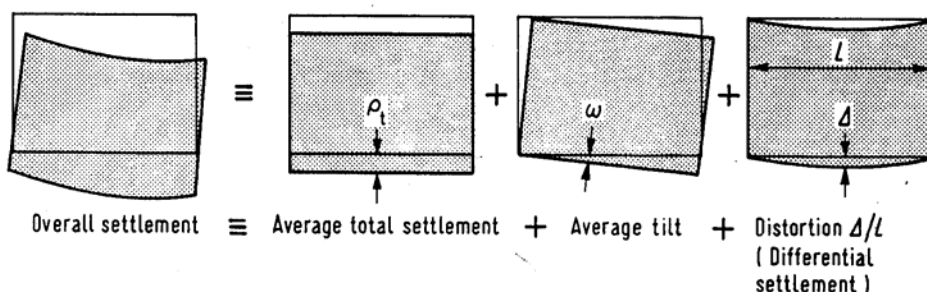 ≡ ρt + ω + L
Δ
Overall settlement ≡ Average total settlement + Average tilt + Distortion Δ/L
( Differential
settlement )